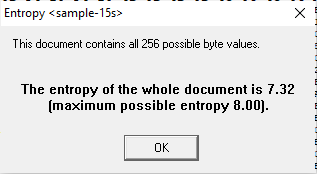 Entropy <sample-15s>
This document contains all 256 possible byte values.
The entropy of the whole document is 7.32
(maximum possible entropy 8.00).
OK